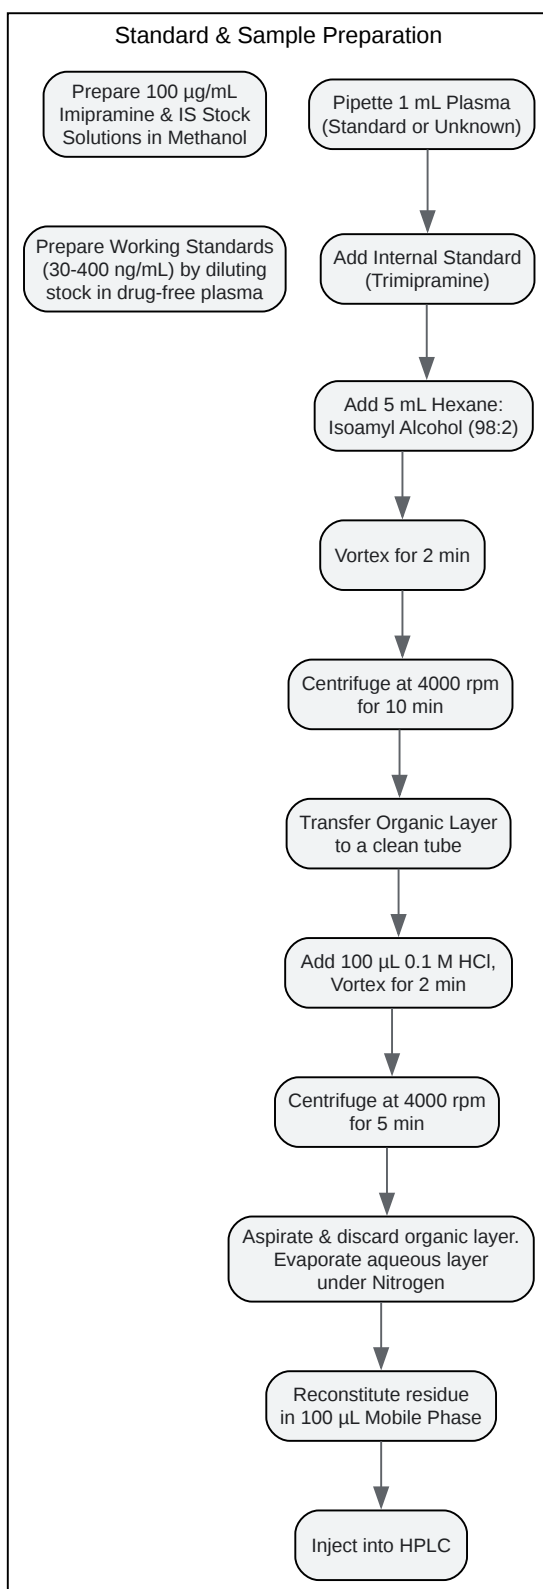 Standard & Sample Preparation
Prepare 100 µg/mL
Imipramine & IS Stock
Solutions in Methanol
Pipette 1 mL Plasma
(Standard or Unknown)
Prepare Working Standards
(30-400 ng/mL) by diluting
stock in drug-free plasma
Add Internal Standard
(Trimipramine)
Add 5 mL Hexane:
Isoamyl Alcohol (98:2)
Vortex for 2 min
Centrifuge at 4000 rpm
for 10 min
Transfer Organic Layer
to a clean tube
Add 100 µL 0.1 M HCl,
Vortex for 2 min
Centrifuge at 4000 rpm
for 5 min
Aspirate & discard organic layer.
Evaporate aqueous layer
under Nitrogen
Reconstitute residue
in 100 µL Mobile Phase
Inject into HPLC